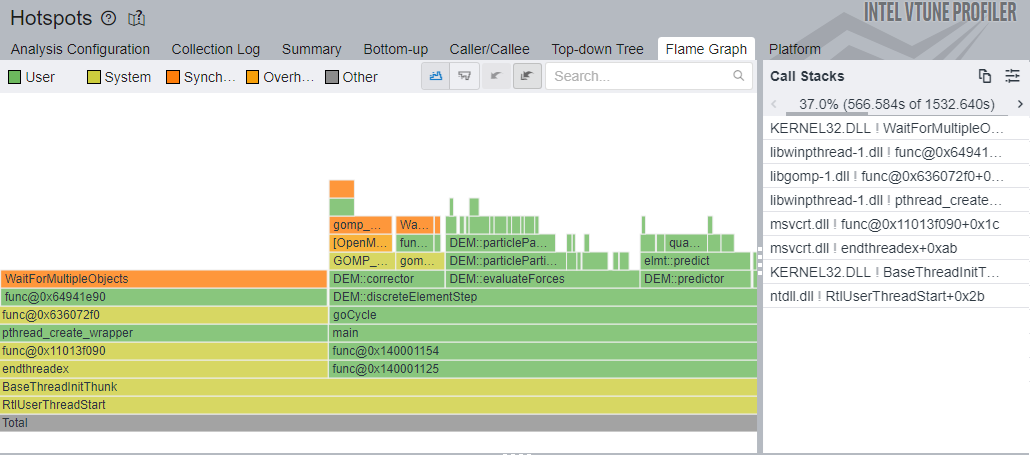 Hotspots
INTEL VTUNE PROFILER
Analysis Configuration Collection Log Summary Bottom-up Caller/Callee Top-down Tree Flame Graph Platform
User System Synch... Overh... Other
Search...
Call Stacks
37.0% (566.584s of 1532.640s)
KERNEL32.DLL ! WaitForMultipleO...
libwinpthread-1.dll ! func@0x64941...
libgomp-1.dll ! func@0x636072f0+0...
libwinpthread-1.dll ! pthread_create...
msvcrt.dll ! func@0x11013f090+0x1c
msvcrt.dll ! endthreadex+0xab
KERNEL32.DLL ! BaseThreadInitT...
ntdll.dll ! RtlUserThreadStart+0x2b
gomp_... Wa...
[OpenM... fun... DEM::particlePa... qua...
GOMP_... gom... DEM::particleParti... elmt::predict
WaitForMultipleObjects DEM::corrector DEM::evaluateForces DEM::predictor
func@0x64941e90 DEM::discreteElementStep
func@0x636072f0 goCycle
pthread_create_wrapper main
func@0x11013f090 func@0x140001154
endthreadex func@0x140001125
BaseThreadInitThunk
RtlUserThreadStart
Total